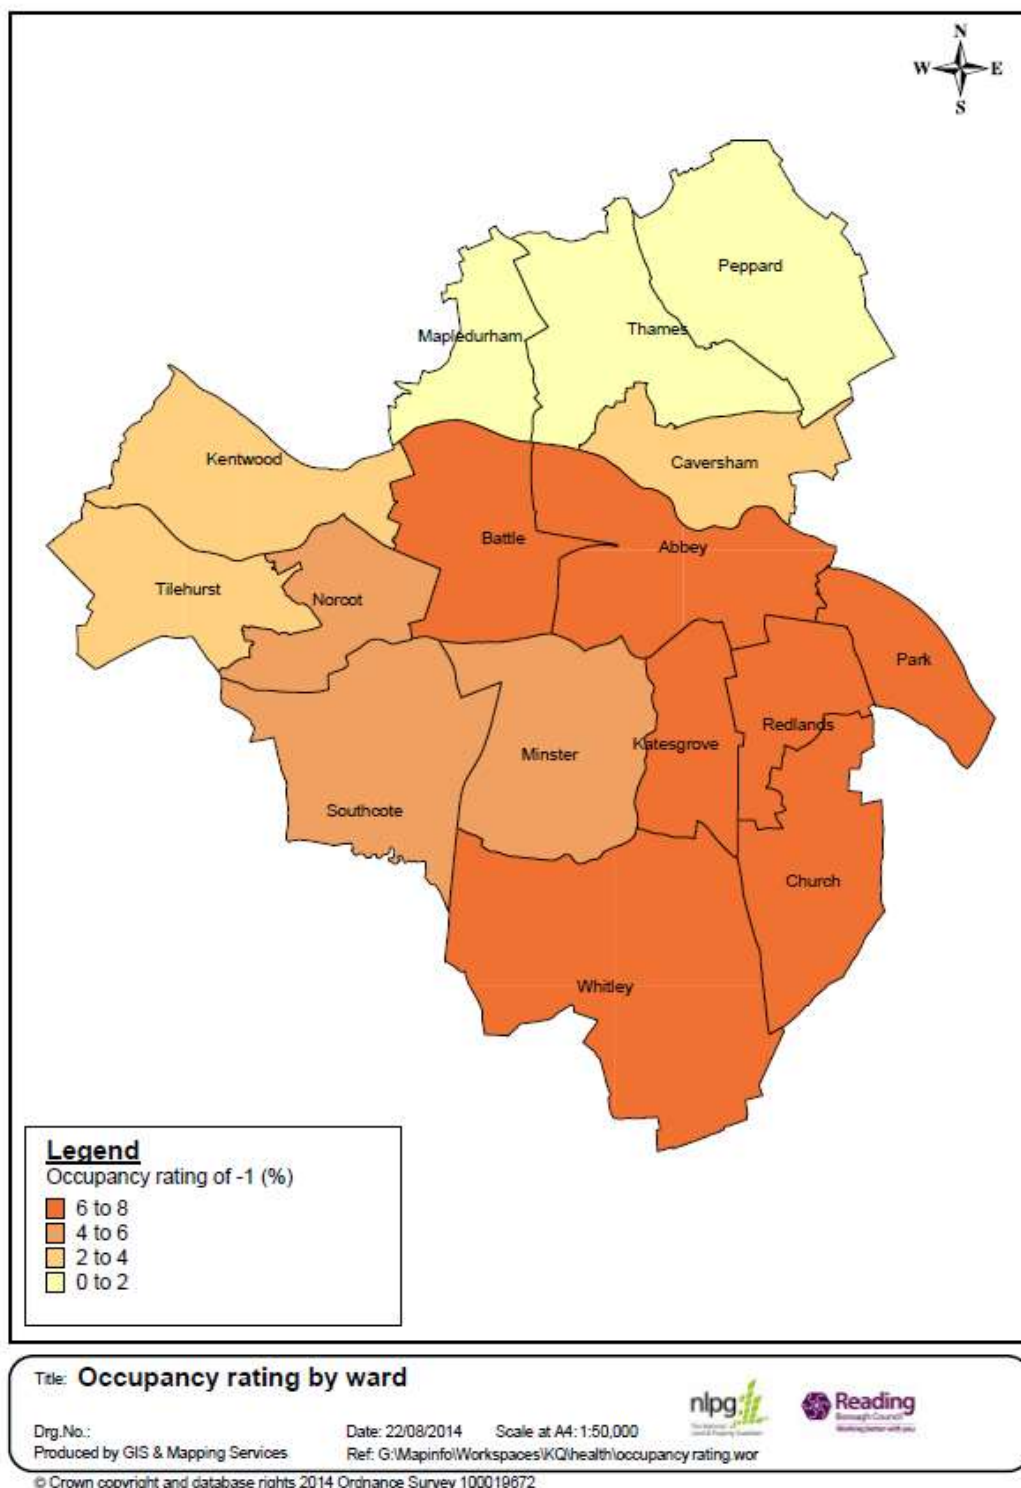 N
W E
S
Peppard
Thames
Mapledurham
Kentwood
Caversham
Battle
Abbey
Tilehurst
Norcot
Park
Redlands
Katesgrove
Minster
Southcote
Church
Whitley
Legend
Occupancy rating of -1 (%)
6 to 8
4 to 6
2 to 4
0 to 2
Title: Occupancy rating by ward
nlpg
Reading
Borough Council
Working better with you
Drg.No.: Date: 22/08/2014 Scale at A4: 1:50,000
Produced by GIS & Mapping Services Ref: G:\Mapinfo\Workspaces\KQ\health\occupancy rating.wor
© Crown copyright and database rights 2014 Ordnance Survey 100019672